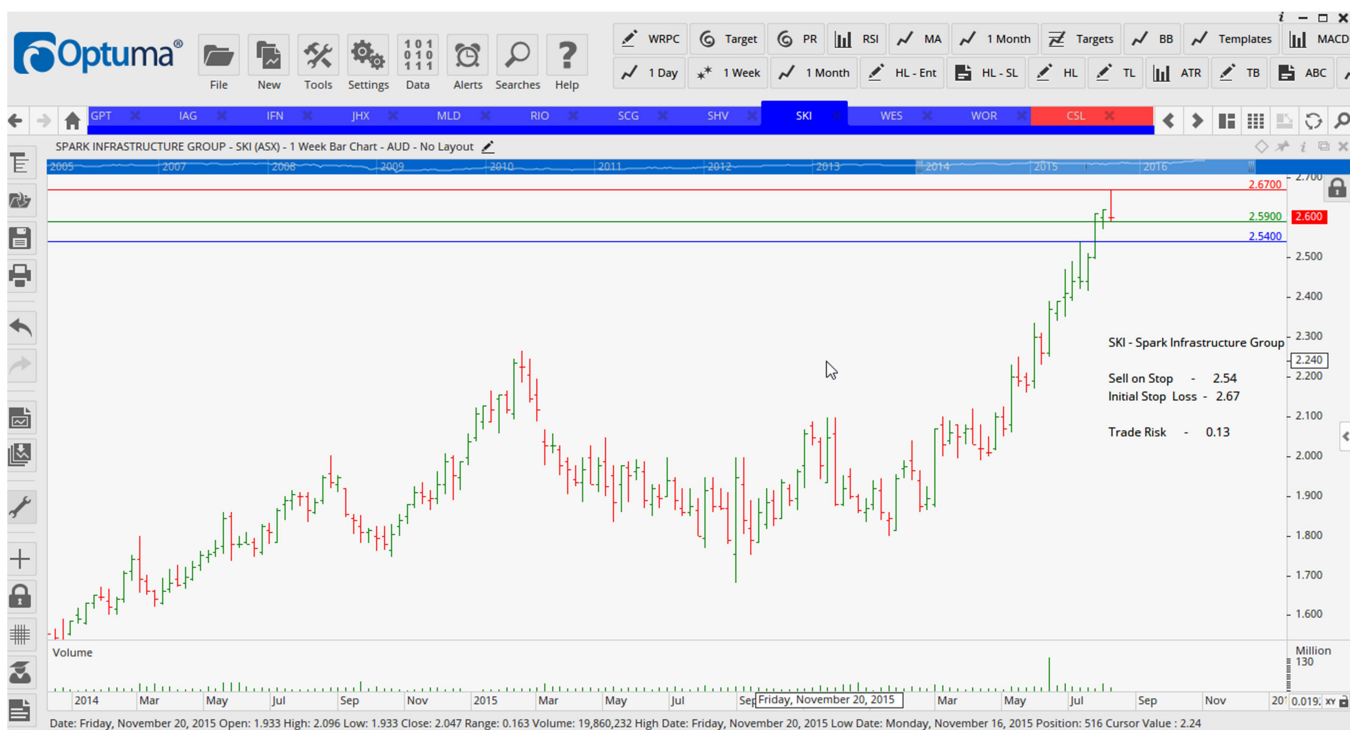 i
Optuma®
File New Tools Settings Data Alerts Searches Help
101
010
111
WRPC Target PR RSI MA 1 Month Targets BB Templates MACD
1 Day 1 Week 1 Month HL - Ent HL - SL HL TL ATR TB ABC
GPT IAG IFN JHX MLD RIO SCG SHV SKI WES WOR CSL
SPARK INFRASTRUCTURE GROUP - SKI (ASX) - 1 Week Bar Chart - AUD - No Layout
2005 2007 2008 2009 2010 2011 2012 2013 2014 2015 2016
2.700
2.6700
2.5900 2.600
2.5400
2.500
2.400
2.300
SKI - Spark Infrastructure Group
2.240
2.200
Sell on Stop - 2.54
Initial Stop Loss - 2.67
2.100
Trade Risk - 0.13
2.000
1.900
1.800
1.700
1.600
Volume Million
130
2014 Mar May Jul Sep Nov 2015 Mar May Jul Sep Friday, November 20, 2015 Mar May Jul Sep Nov XY
Date: Friday, November 20, 2015 Open: 1.933 High: 2.096 Low: 1.933 Close: 2.047 Range: 0.163 Volume: 19,860,232 High Date: Friday, November 20, 2015 Low Date: Monday, November 16, 2015 Position: 516 Cursor Value : 2.24